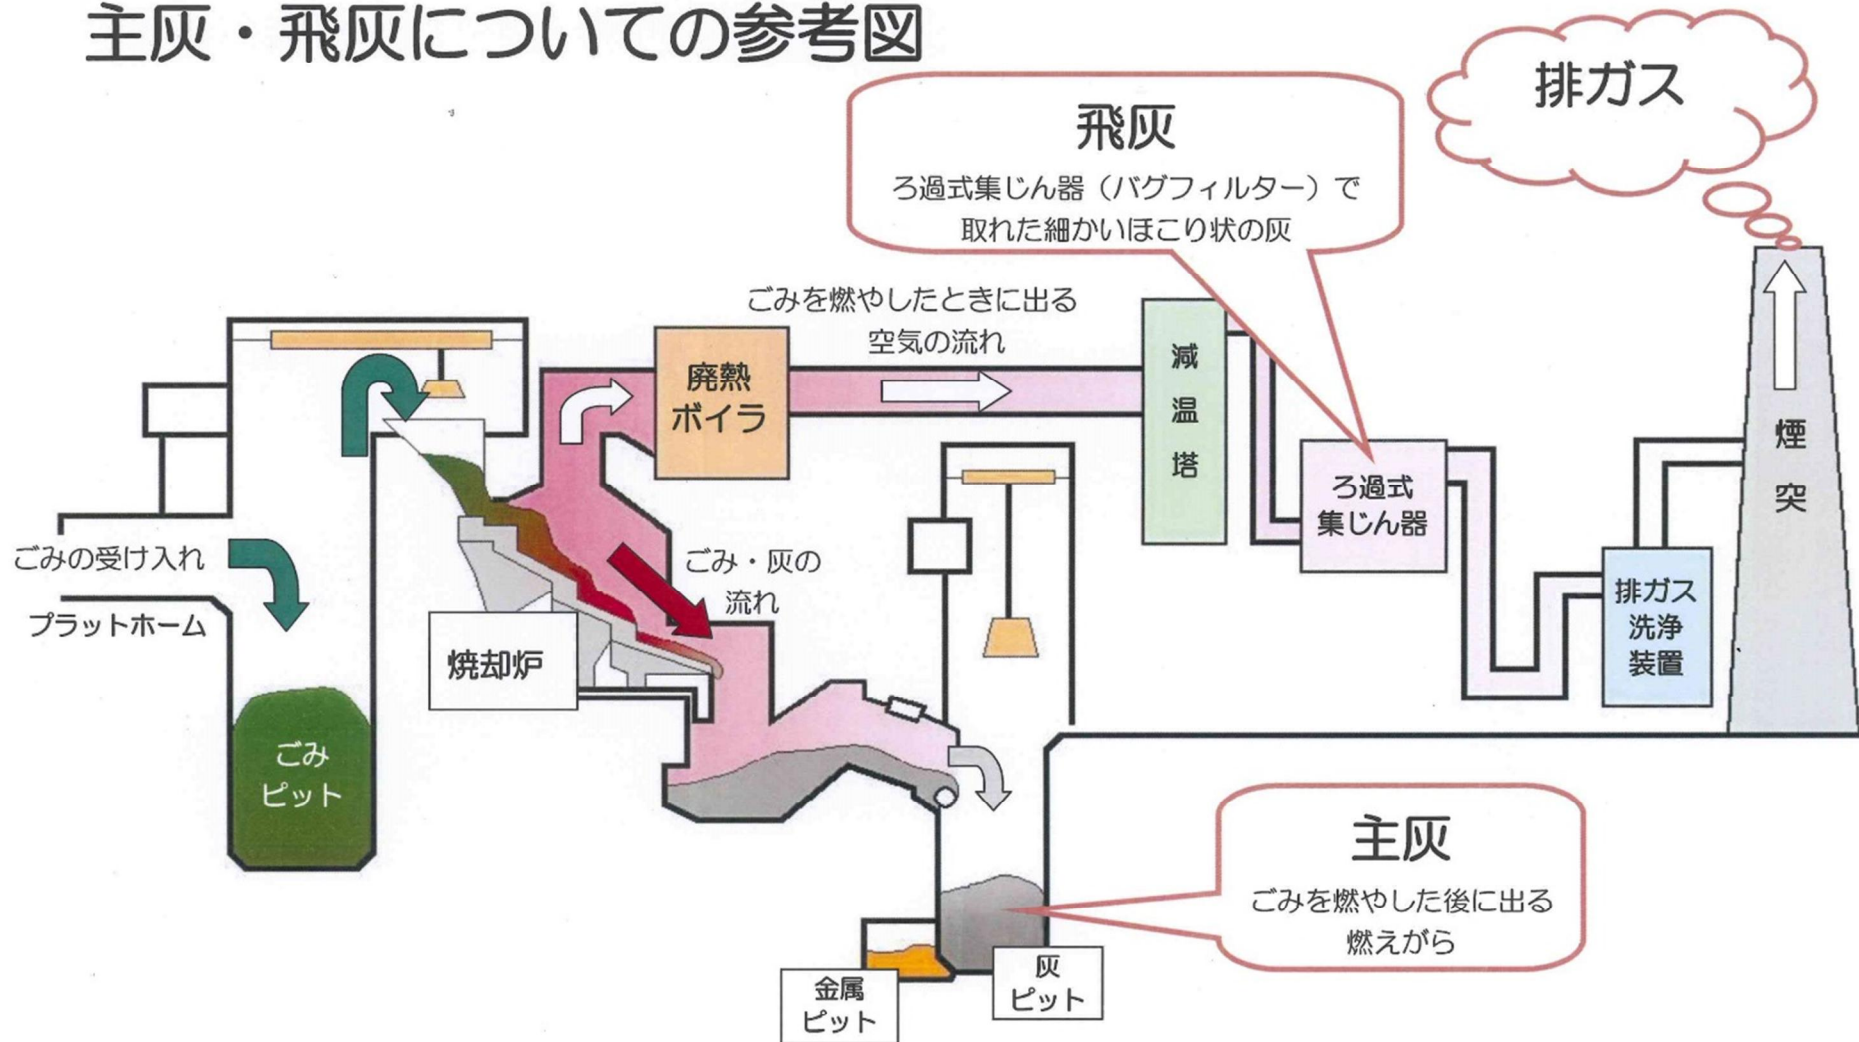 主灰・飛灰についての参考図
排ガス
飛灰
ろ過式集じん器（バグフィルター）で
取れた細かいほこり状の灰
ごみを燃やしたときに出る
空気の流れ
廃熱
ボイラ
減
温
塔
煙
突
ろ過式
集じん器
ごみの受け入れ
プラットホーム
ごみ・灰の
流れ
焼却炉
排ガス
洗浄
装置
ごみ
ピット
主灰
ごみを燃やした後に出る
燃えがら
灰
ピット
金属
ピット